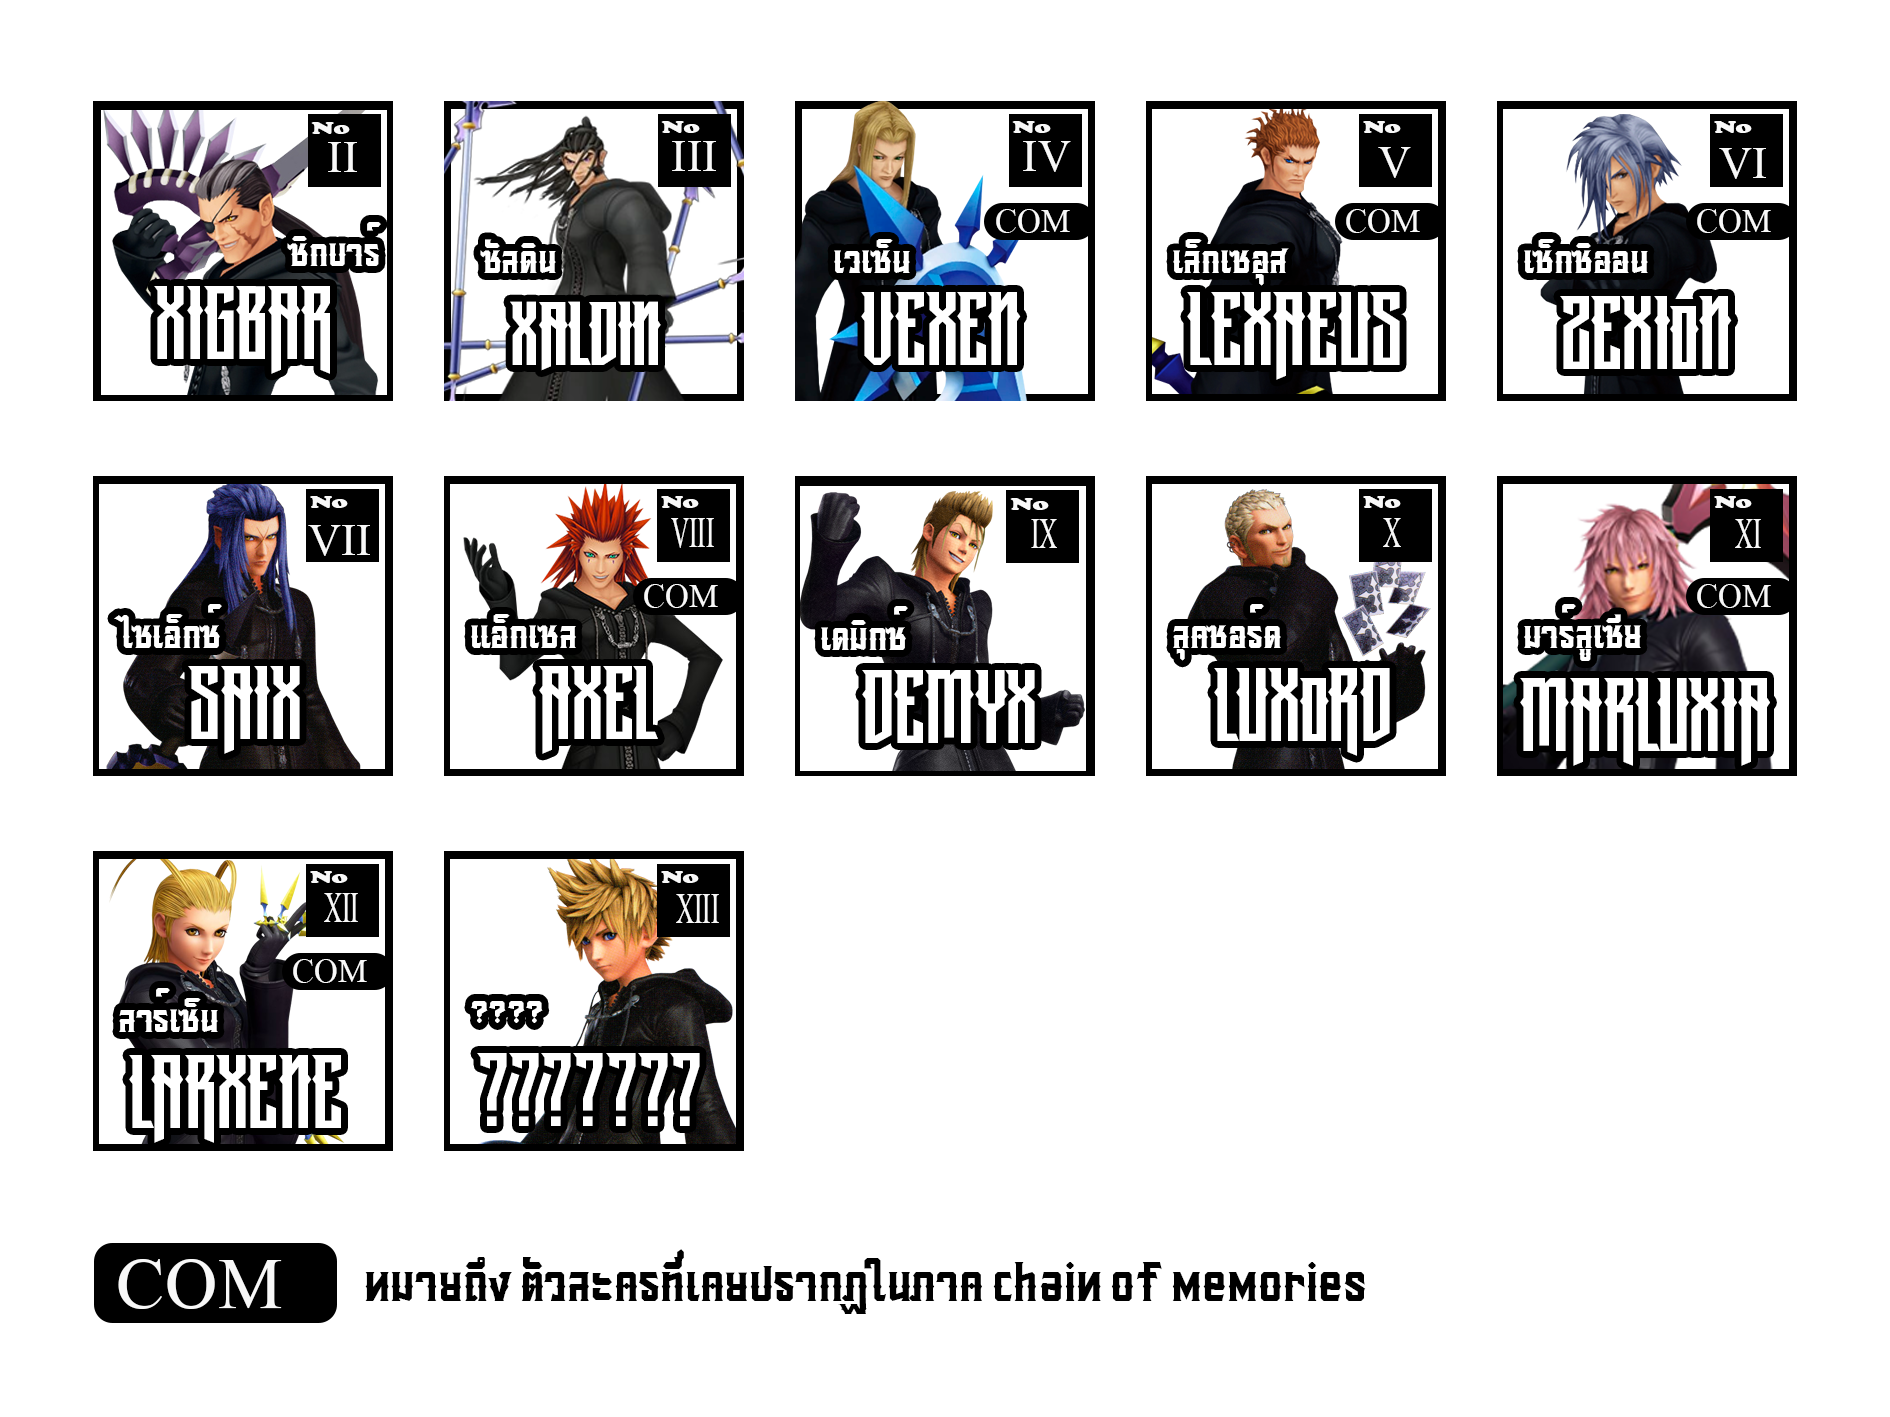 No
II
ซิกบาร์
XIGBAR
No
III
ซัลดิน
XALDIN
No
IV
COM
เวเซ็น
VEXEN
No
V
COM
เล็กเซอุส
LEXAEUS
No
VI
COM
เซ็กซิออน
ZEXIoN
No
VII
ไซเอ็กซ์
SAIX
No
VIII
COM
แอ็กเซล
AXEL
No
IX
เดมิกซ์
DEMYX
No
X
ลุคซอร์ด
LUXoRD
No
XI
COM
มาร์ลูเซีย
MARLUXIA
No
XII
COM
ลาร์เซ็น
LARXENE
No
XIII
????
???????
COM หมายถึง ตัวละครที่เคยปรากฏในภาค chain of Memories